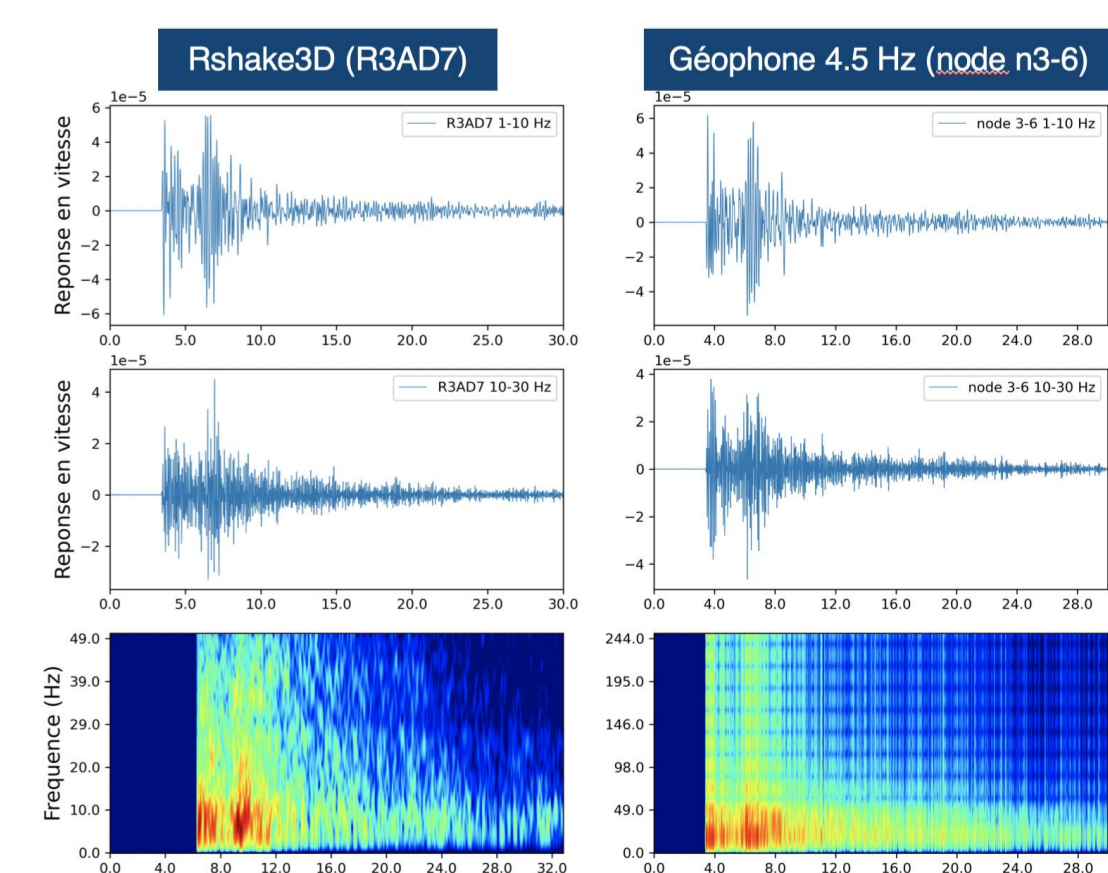 Rshake3D (R3AD7)
Géophone 4.5 Hz (node n3-6)
1e−5
R3AD7 1-10 Hz
Reponse en vitesse
6
4
2
0
−2
−4
−6
0.0 5.0 10.0 15.0 20.0 25.0 30.0
1e−5
node 3-6 1-10 Hz
6
4
2
0
−2
−4
0.0 4.0 8.0 12.0 16.0 20.0 24.0 28.0
1e−5
R3AD7 10-30 Hz
Reponse en vitesse
4
2
0
−2
0.0 5.0 10.0 15.0 20.0 25.0 30.0
1e−5
node 3-6 10-30 Hz
4
2
0
−2
−4
0.0 4.0 8.0 12.0 16.0 20.0 24.0 28.0
Frequence (Hz)
49.0
39.0
29.0
20.0
10.0
0.0
0.0 4.0 8.0 12.0 16.0 20.0 24.0 28.0 32.0
244.0
195.0
146.0
98.0
49.0
0.0
0.0 4.0 8.0 12.0 16.0 20.0 24.0 28.0